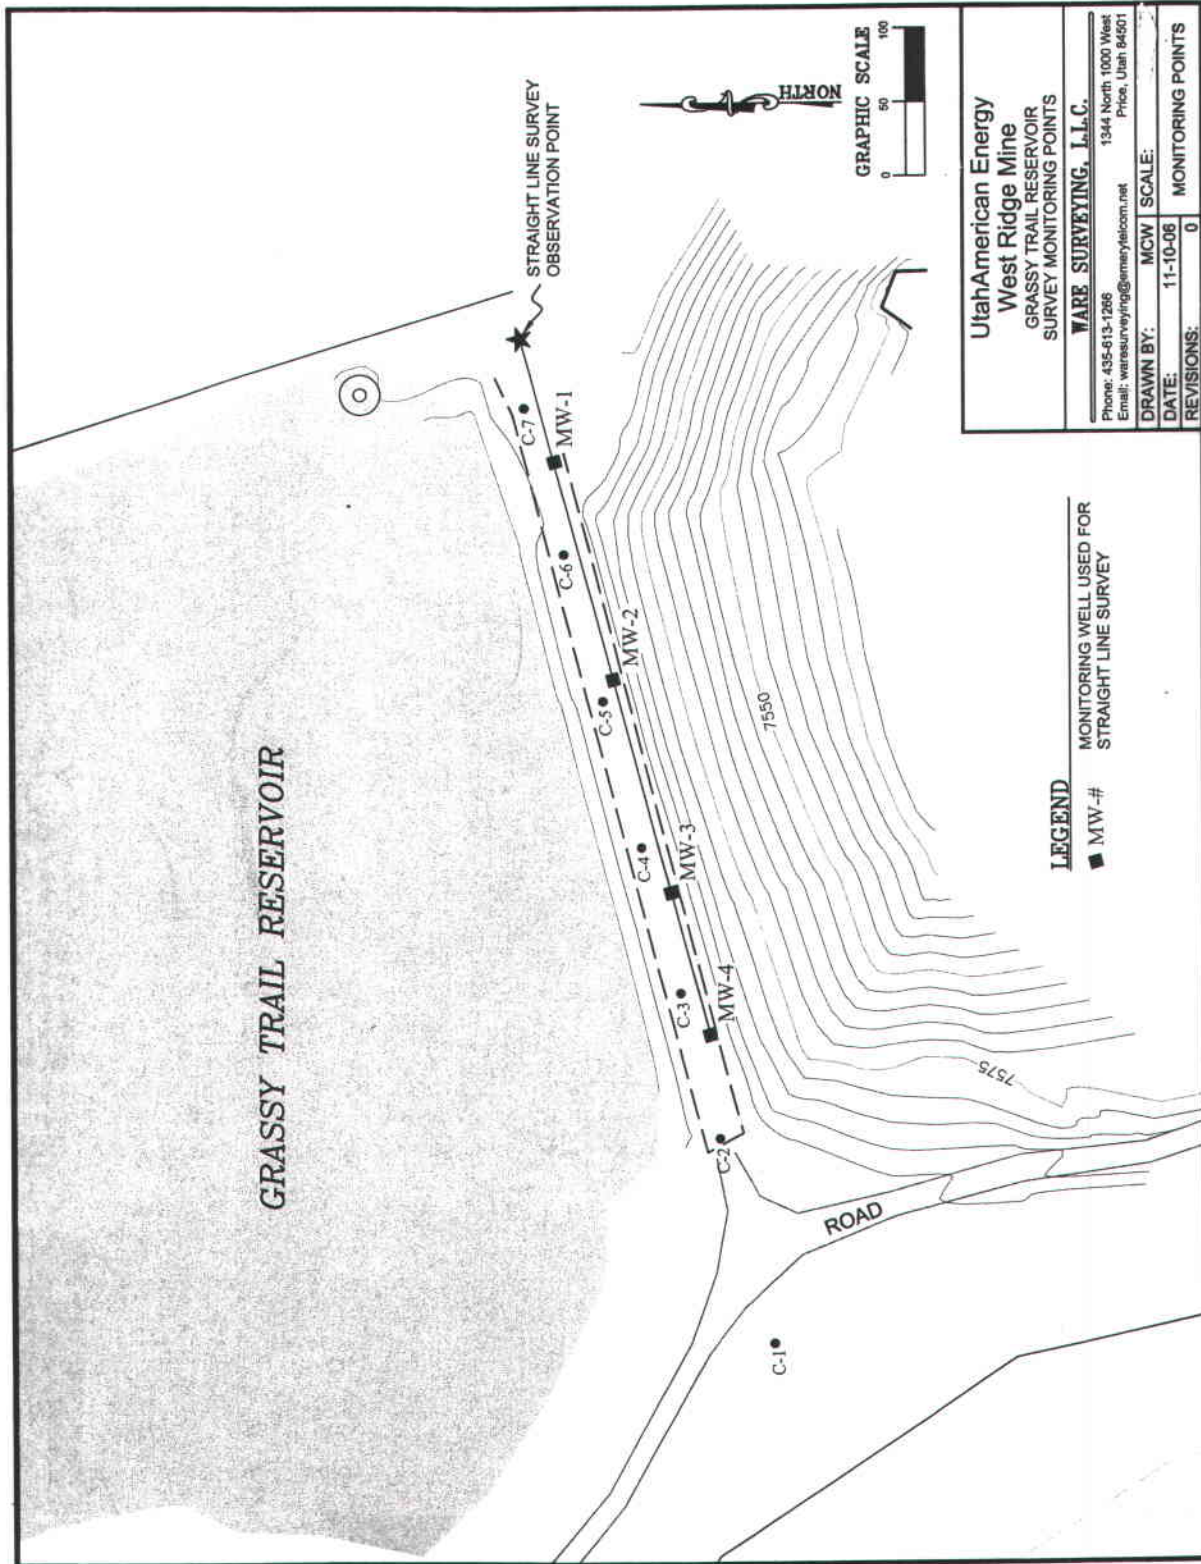 GRASSY TRAIL RESERVOIR
STRAIGHT LINE SURVEY
OBSERVATION POINT
C-7
MW-1
C-6
MW-2
C-5
C-4
MW-3
C-3
MW-4
C-2
C-1
ROAD
7550
7575
NORTH
GRAPHIC SCALE
0 50 100
LEGEND
MW-# MONITORING WELL USED FOR
STRAIGHT LINE SURVEY
UtahAmerican Energy
West Ridge Mine
GRASSY TRAIL RESERVOIR
SURVEY MONITORING POINTS
WARE SURVEYING, L.L.C.
Phone: 435-613-1266 1344 North 1000 West
Email: waresurveying@emerytelcom.net Price, Utah 84501
DRAWN BY: MCW SCALE:
DATE: 11-10-06
REVISIONS: 0 MONITORING POINTS